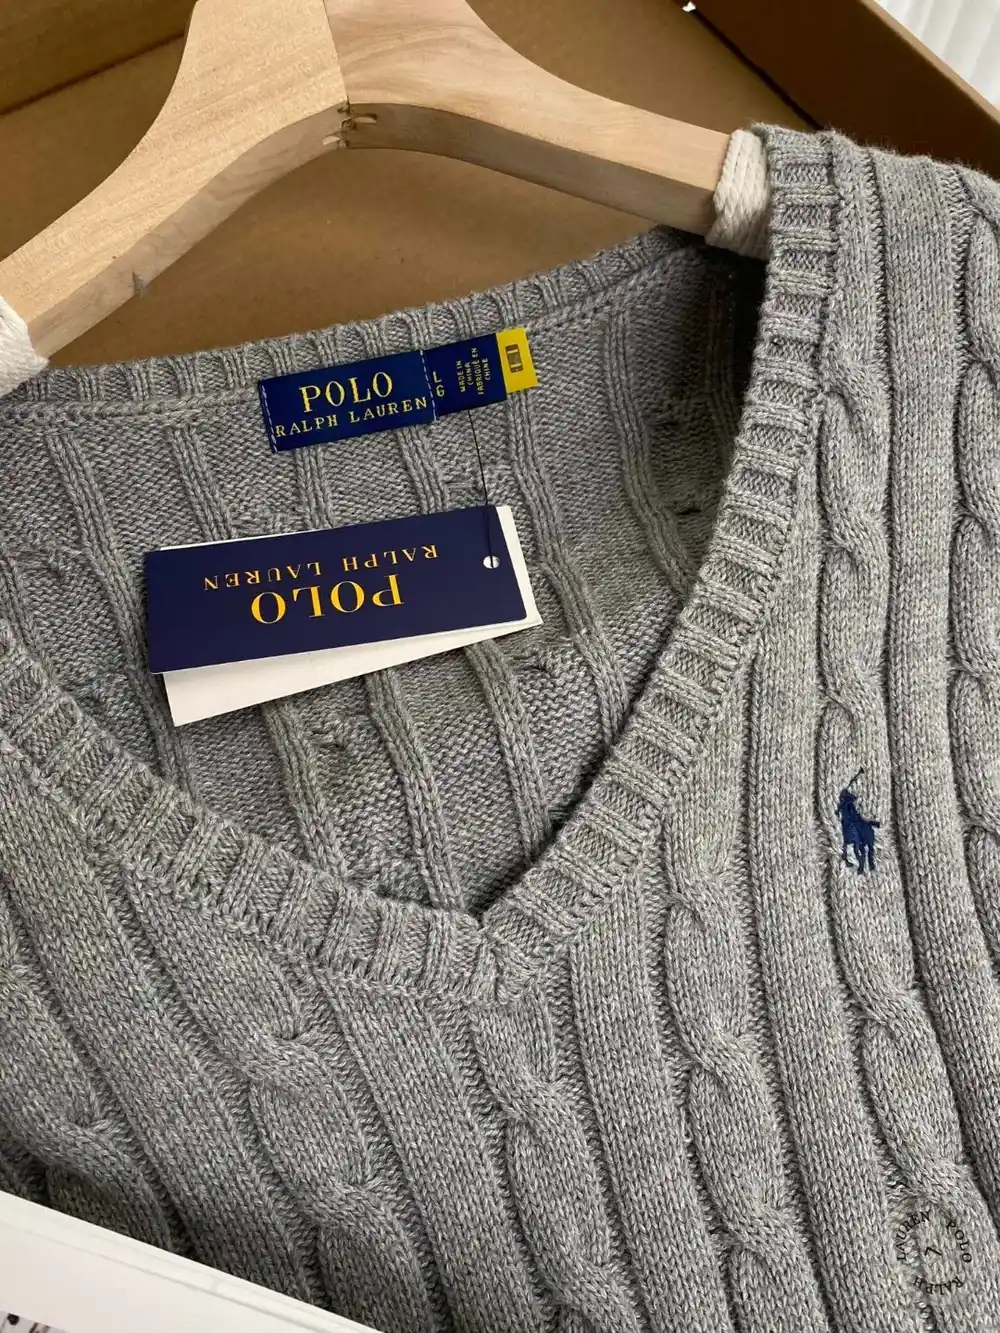 POLO
RALPH LAUREN
L
G
MADE IN
CHINA
FABRIQUÉ EN
CHINE
POLO
RALPH LAUREN
POLO RALPH LAUREN